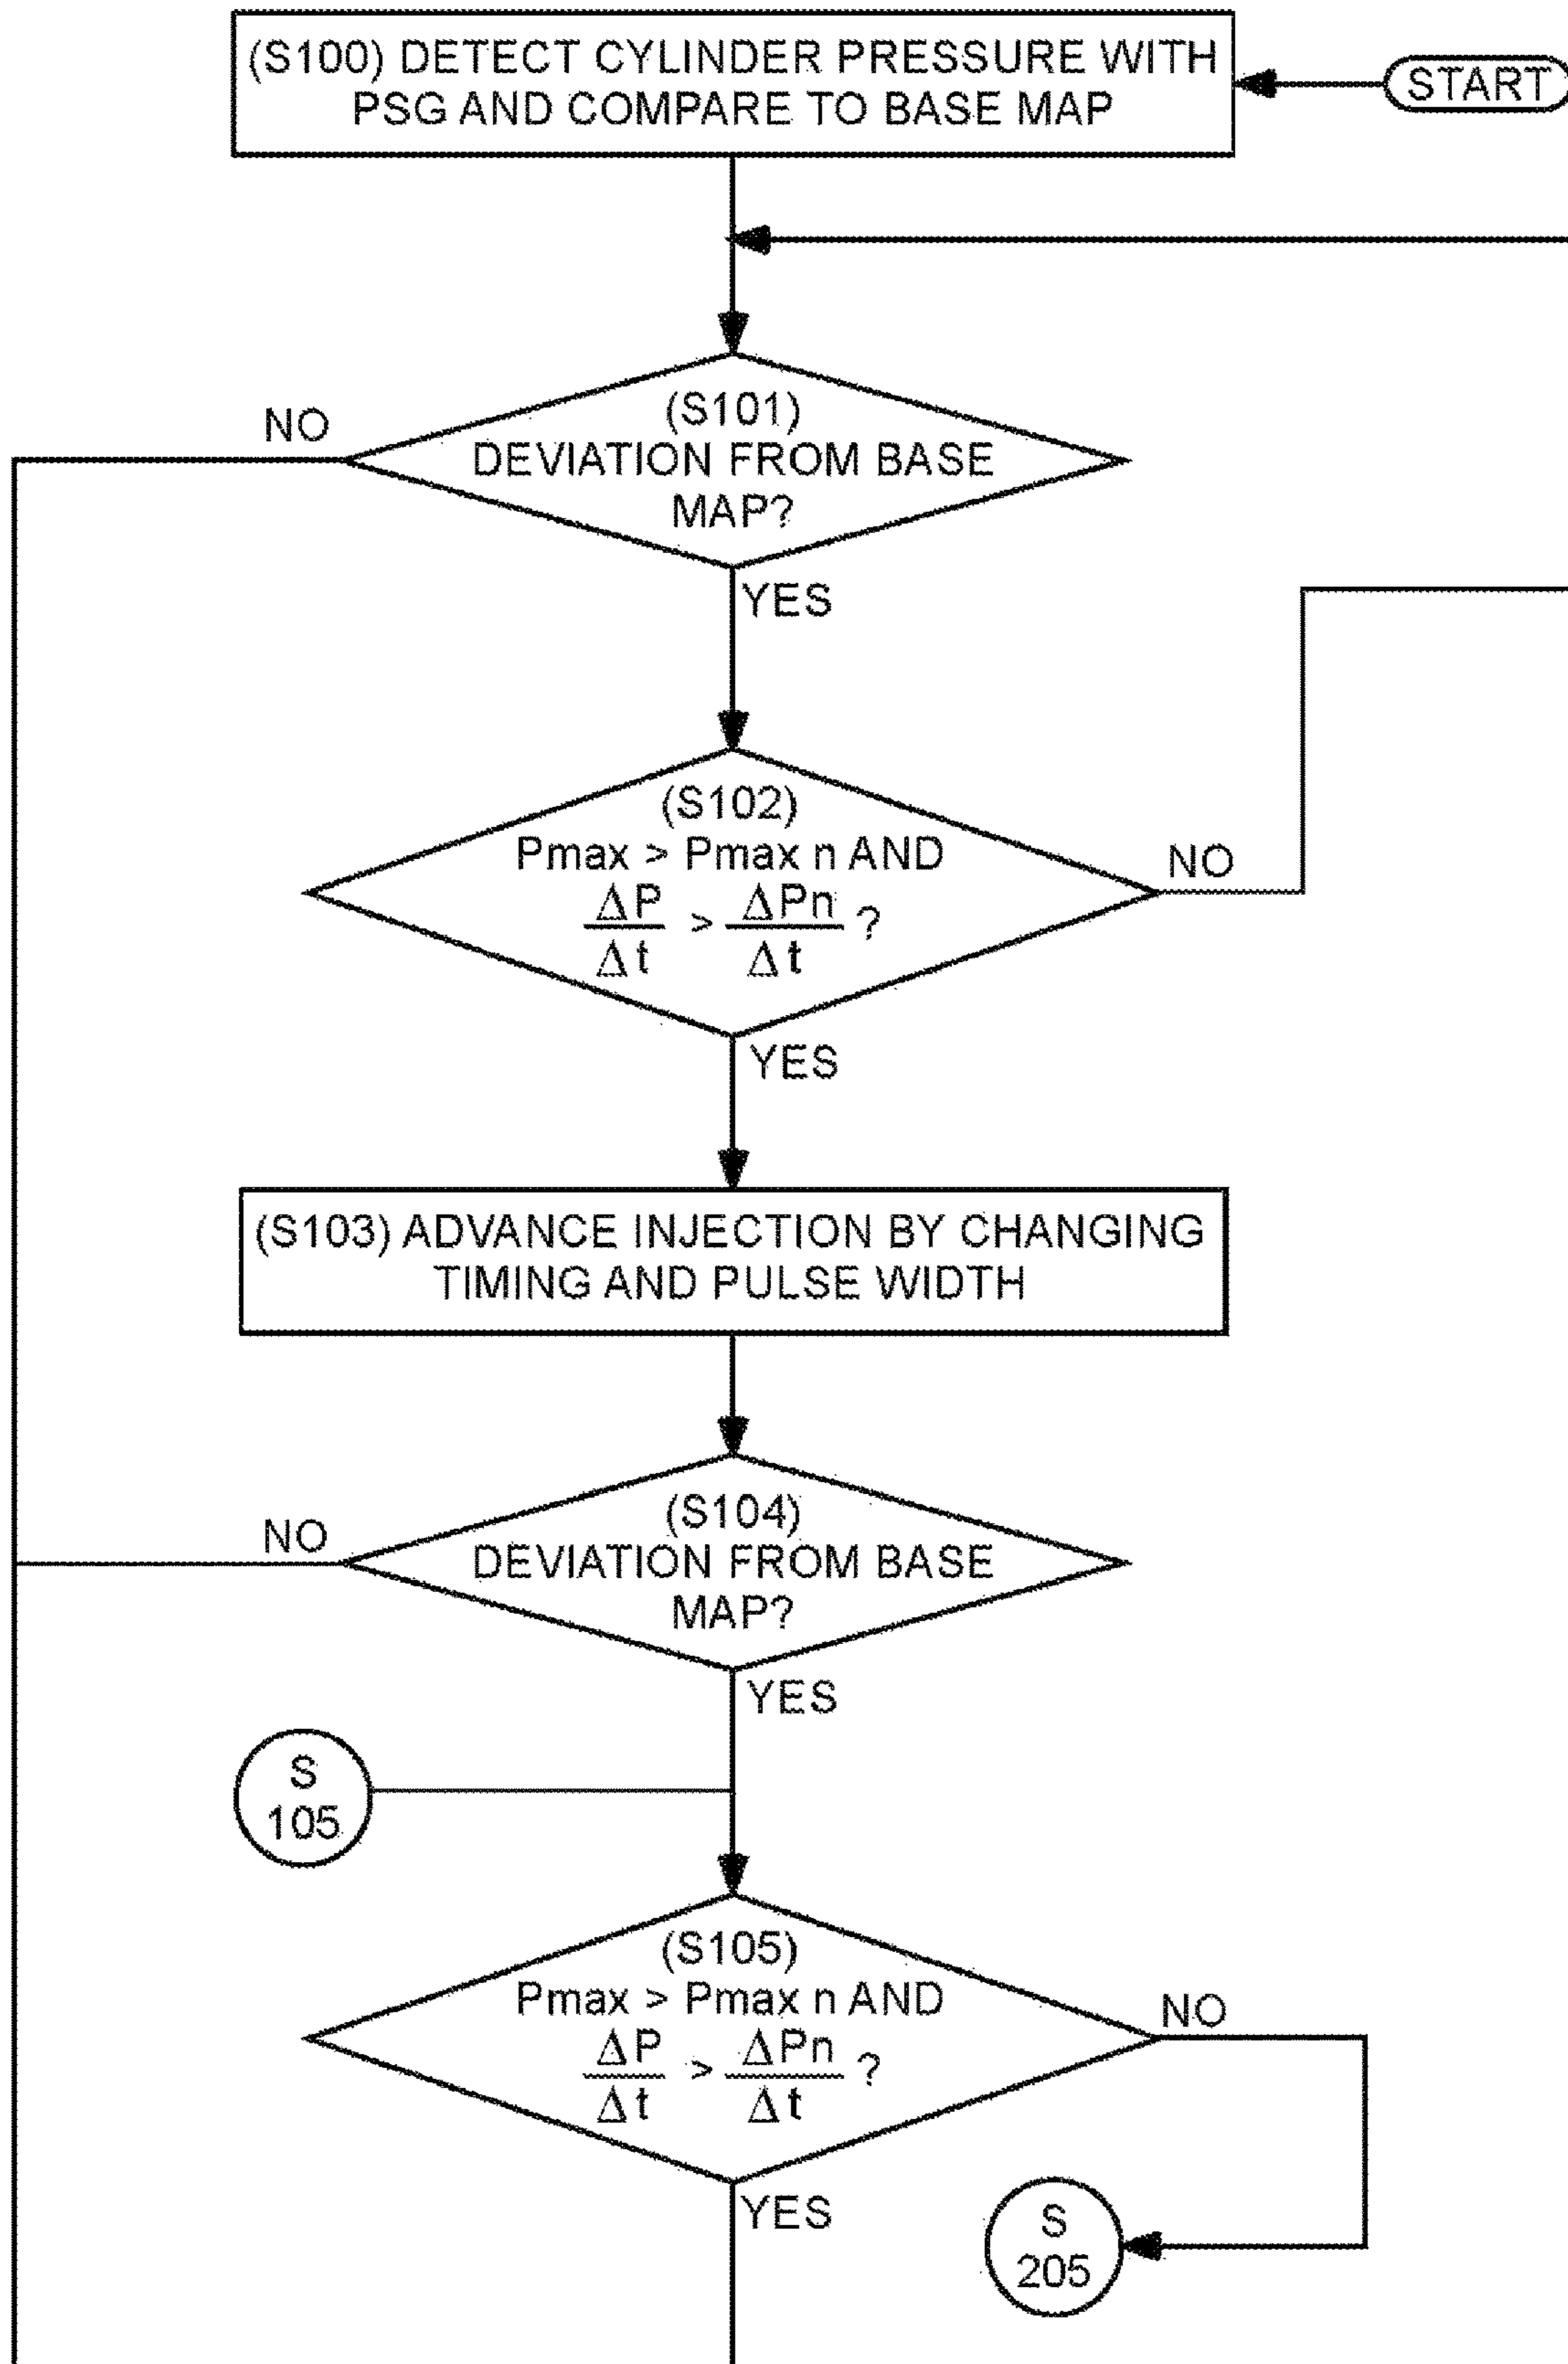 (S100) DETECT CYLINDER PRESSURE WITH
PSG AND COMPARE TO BASE MAP
START
(S101)
DEVIATION FROM BASE
MAP?
NO
YES
(S102)
Pmax > Pmax n AND
ΔP/Δt > ΔPn/Δt ?
NO
YES
(S103) ADVANCE INJECTION BY CHANGING
TIMING AND PULSE WIDTH
(S104)
DEVIATION FROM BASE
MAP?
NO
YES
S
105
(S105)
Pmax > Pmax n AND
ΔP/Δt > ΔPn/Δt ?
NO
YES
S
205